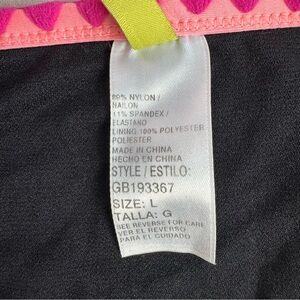 89% NYLON /
NAILON
11% SPANDEX /
ELASTANO
LINING 100% POLYESTER
POLIESTER
MADE IN CHINA
HECHO EN CHINA
STYLE / ESTILO:
GB193367
SIZE: L
TALLA: G
SEE REVERSE FOR CARE
VER EL REVERSO
PARA EL CUIDADO